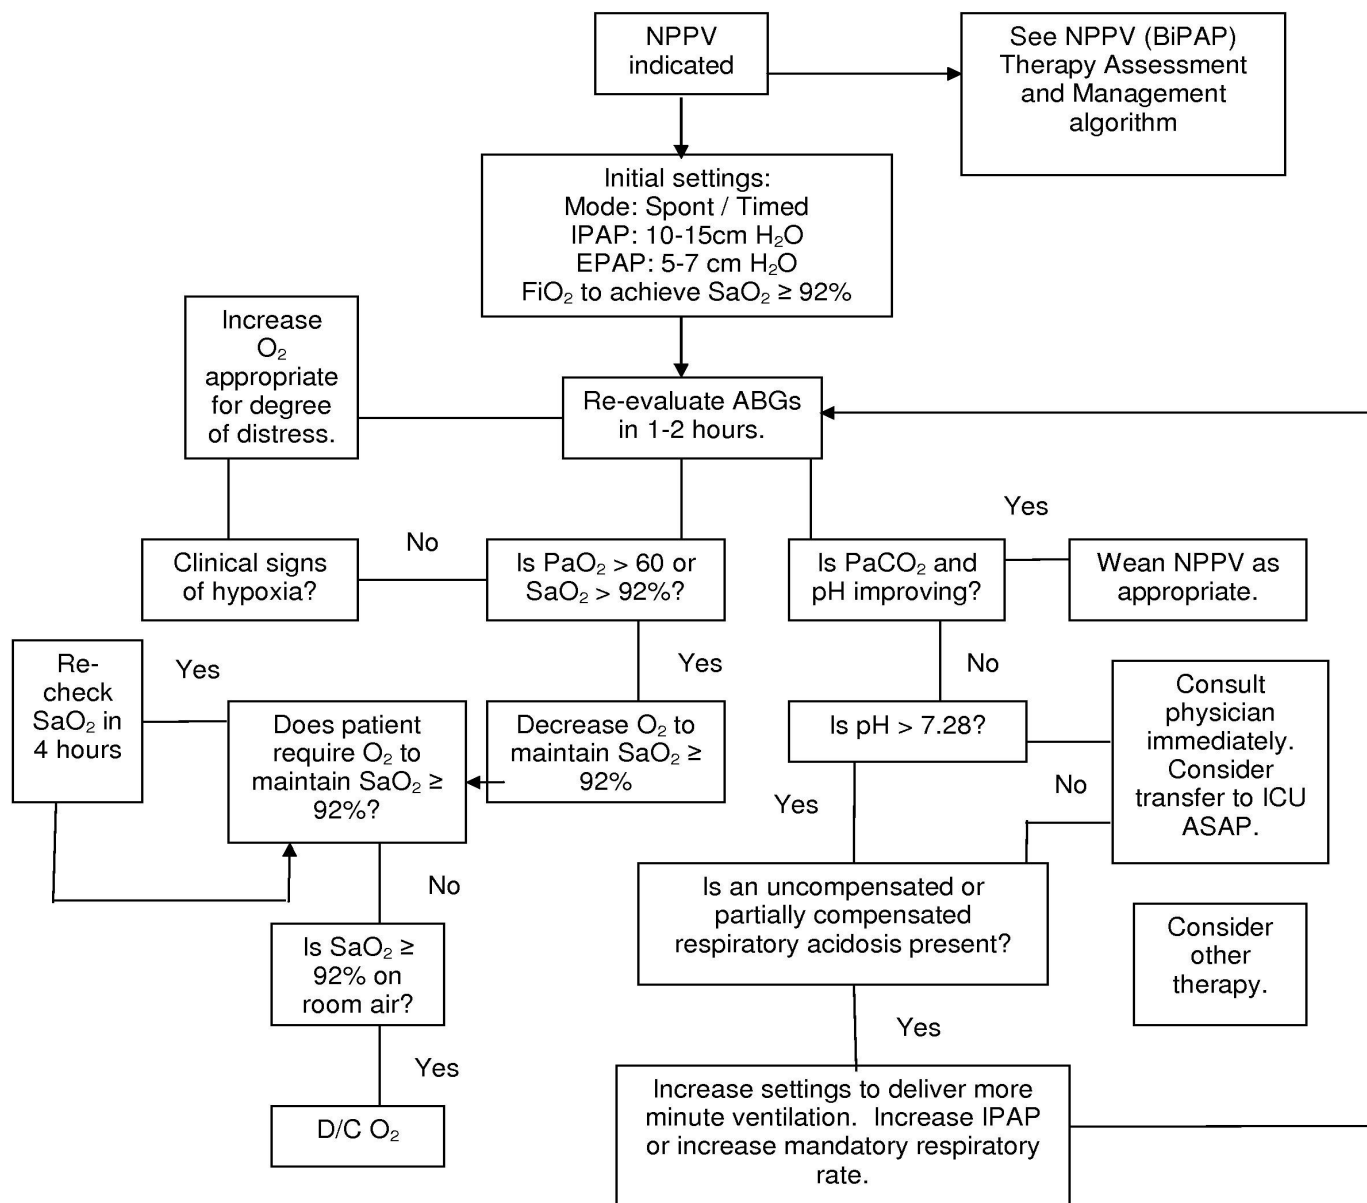 NPPV
indicated
See NPPV (BiPAP)
Therapy Assessment
and Management
algorithm
Initial settings:
Mode: Spont / Timed
IPAP: 10-15cm H₂O
EPAP: 5-7 cm H₂O
FiO₂ to achieve SaO₂ ≥ 92%
Increase
O₂
appropriate
for degree
of distress.
Re-evaluate ABGs
in 1-2 hours.
Yes
No
Clinical signs
of hypoxia?
Is PaO₂ > 60 or
SaO₂ > 92%?
Is PaCO₂ and
pH improving?
Wean NPPV as
appropriate.
Re-
check
SaO₂ in
4 hours
Yes
Yes
No
Does patient
require O₂ to
maintain SaO₂ ≥
92%?
Decrease O₂ to
maintain SaO₂ ≥
92%
Is pH > 7.28?
Consult
physician
immediately.
Consider
transfer to ICU
ASAP.
Yes
No
No
Is SaO₂ ≥
92% on
room air?
Is an uncompensated or
partially compensated
respiratory acidosis present?
Consider
other
therapy.
Yes
Yes
D/C O₂
Increase settings to deliver more
minute ventilation.  Increase IPAP
or increase mandatory respiratory
rate.